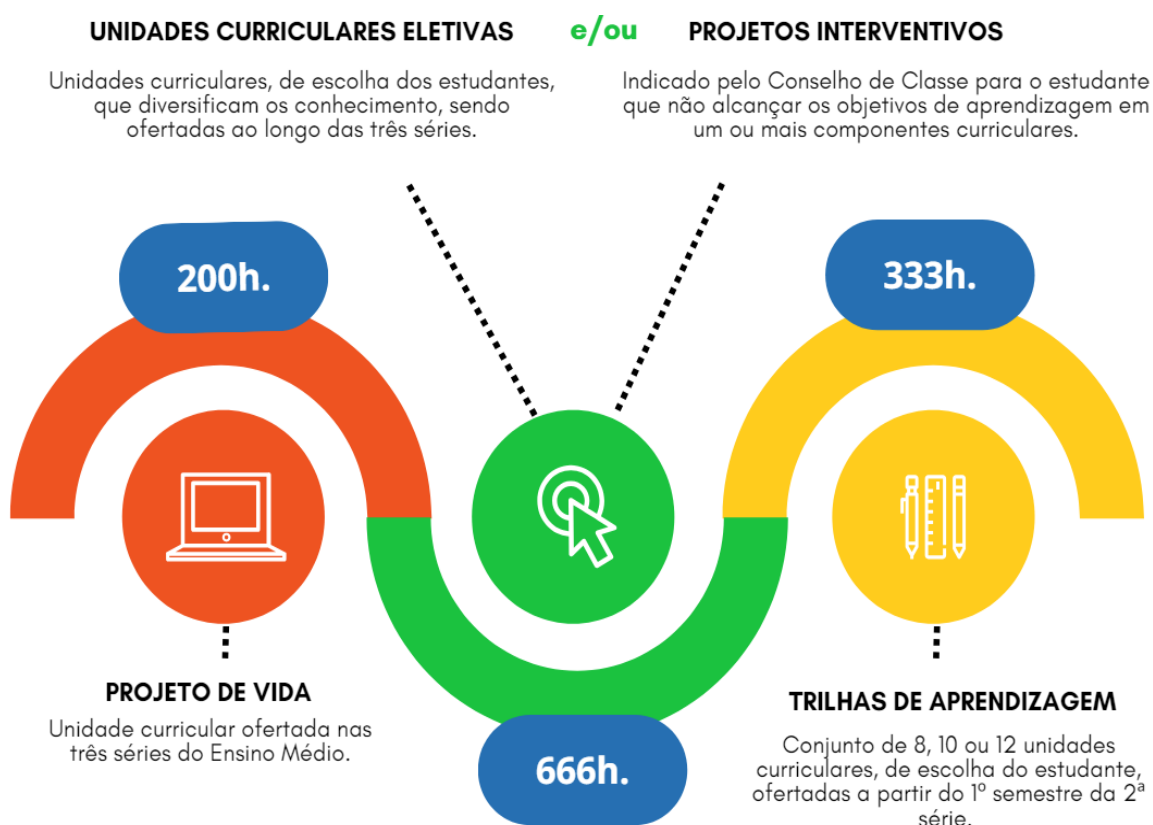 UNIDADES CURRICULARES ELETIVAS e/ou PROJETOS INTERVENTIVOS
Unidades curriculares, de escolha dos estudantes,
que diversificam os conhecimento, sendo
ofertadas ao longo das três séries.
Indicado pelo Conselho de Classe para o estudante
que não alcançar os objetivos de aprendizagem em
um ou mais componentes curriculares.
200h.
333h.
PROJETO DE VIDA
Unidade curricular ofertada nas
três séries do Ensino Médio.
666h.
TRILHAS DE APRENDIZAGEM
Conjunto de 8, 10 ou 12 unidades
curriculares, de escolha do estudante,
ofertadas a partir do 1º semestre da 2ª
série.